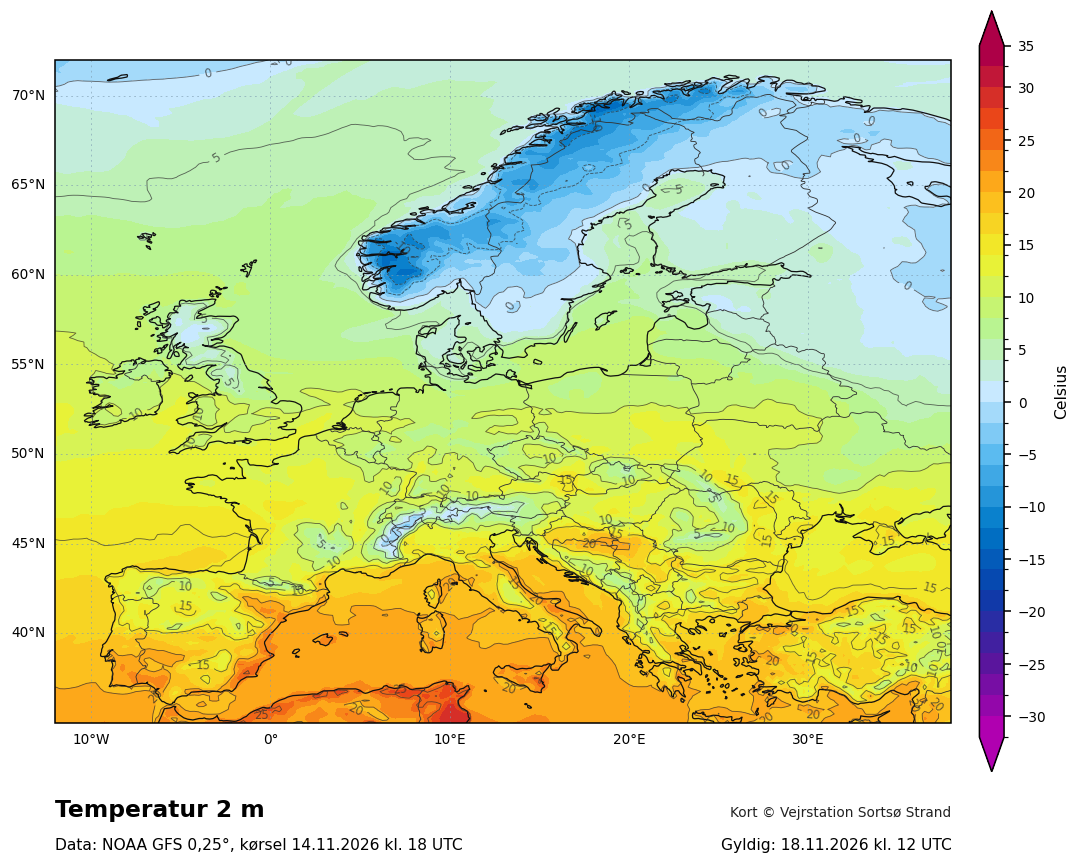 70°N
65°N
60°N
55°N
50°N
45°N
40°N
10°W 0° 10°E 20°E 30°E
35
30
25
20
15
10
5
0
−5
−10
−15
−20
−25
−30
Celsius
Temperatur 2 m
Kort © Vejrstation Sortsø Strand
Data: NOAA GFS 0,25°, kørsel 14.11.2026 kl. 18 UTC
Gyldig: 18.11.2026 kl. 12 UTC